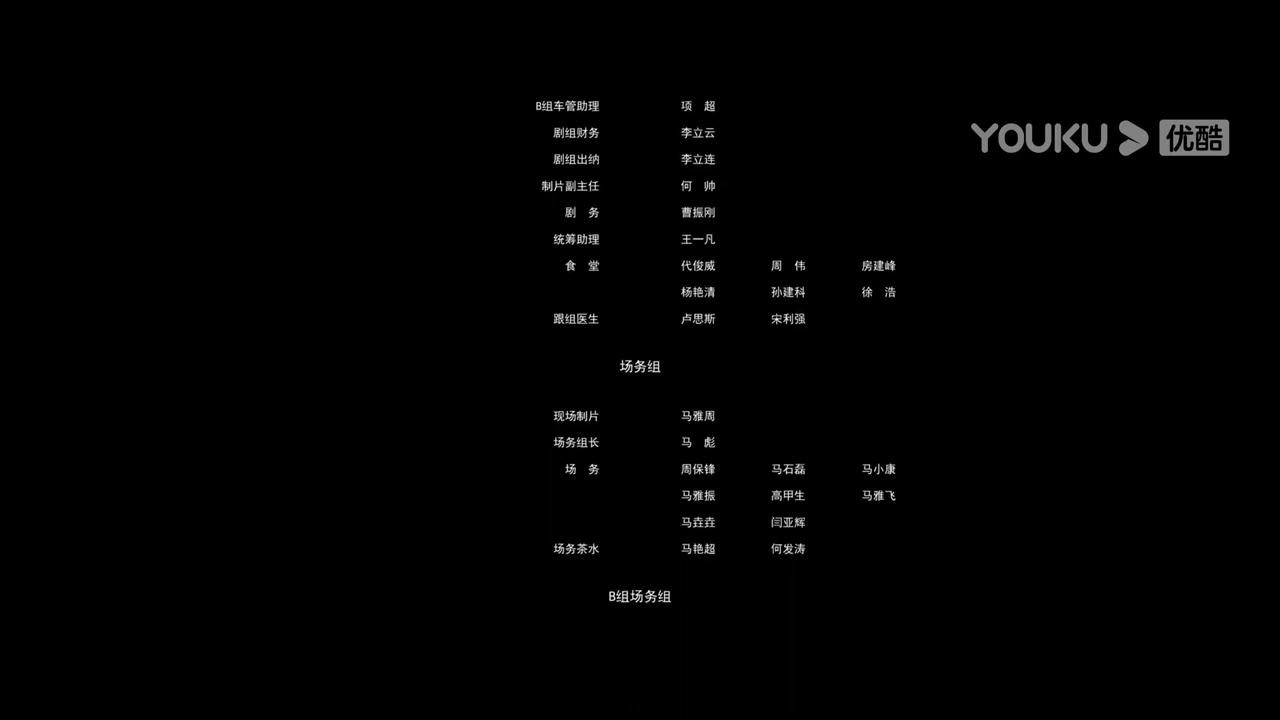 B组车管助理 项 超
YOUKU 优酷
剧组财务 李立云
剧组出纳 李立连
制片副主任 何 帅
剧 务 曹振刚
统筹助理 王一凡
食 堂 代俊威 周 伟 房建峰
杨艳清 孙建科 徐 浩
跟组医生 卢思斯 宋利强
场务组
现场制片 马雅周
场务组长 马 彪
场 务 周保锋 马石磊 马小康
马雅振 高甲生 马雅飞
马垚垚 闫亚辉
场务茶水 马艳超 何发涛
B组场务组